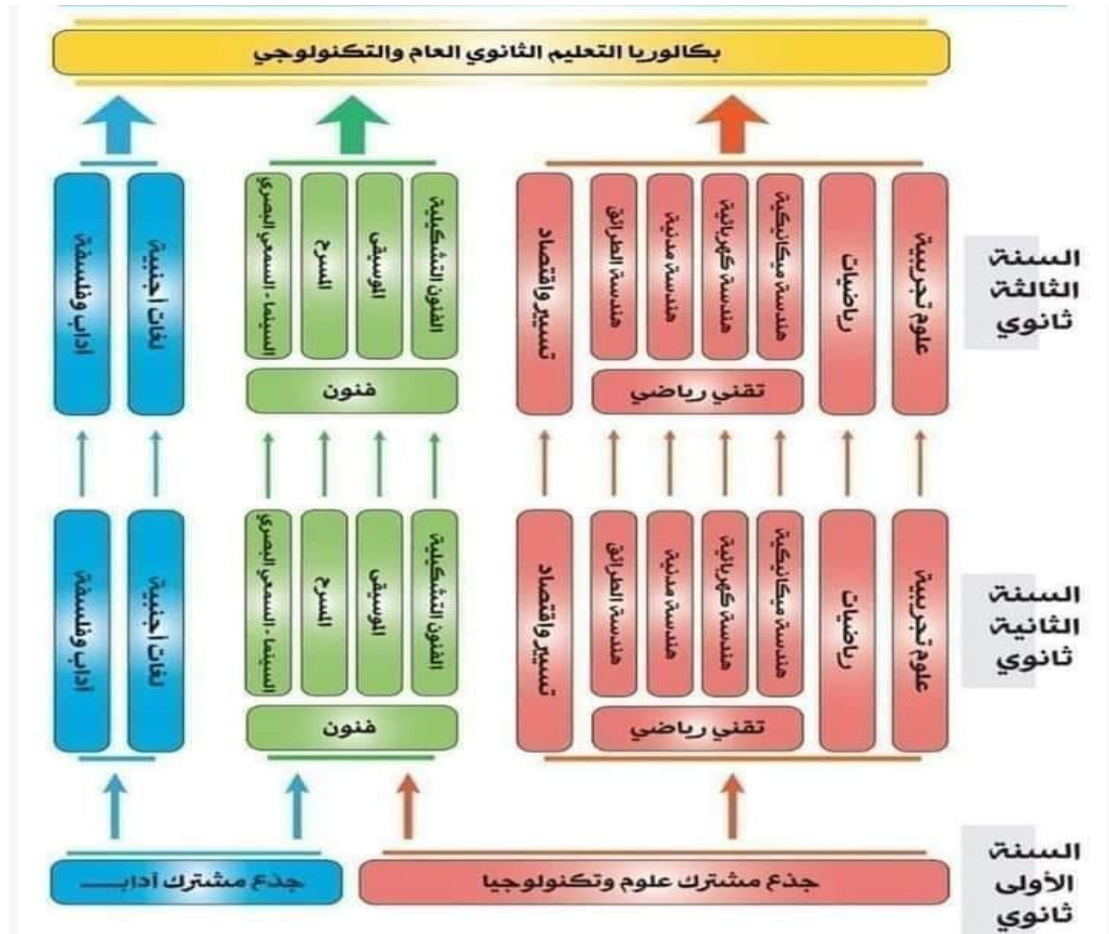 بكالوريا التعليم الثانوي العام والتكنولوجي
السنة
الثالثة
ثانوي
علوم تجريبية
رياضيات
هندسة ميكانيكية
هندسة كهربائية
هندسة مدنية
هندسة الطرائق
تقني رياضي
تسيير واقتصاد
الفنون التشكيلية
الموسيقى
المسرح
السينما - السمعي البصري
فنون
لغات أجنبية
آداب وفلسفة
السنة
الثانية
ثانوي
علوم تجريبية
رياضيات
هندسة ميكانيكية
هندسة كهربائية
هندسة مدنية
هندسة الطرائق
تقني رياضي
تسيير واقتصاد
الفنون التشكيلية
الموسيقى
المسرح
السينما - السمعي البصري
فنون
لغات أجنبية
آداب وفلسفة
السنة
الأولى
ثانوي
جذع مشترك علوم وتكنولوجيا
جذع مشترك آداب